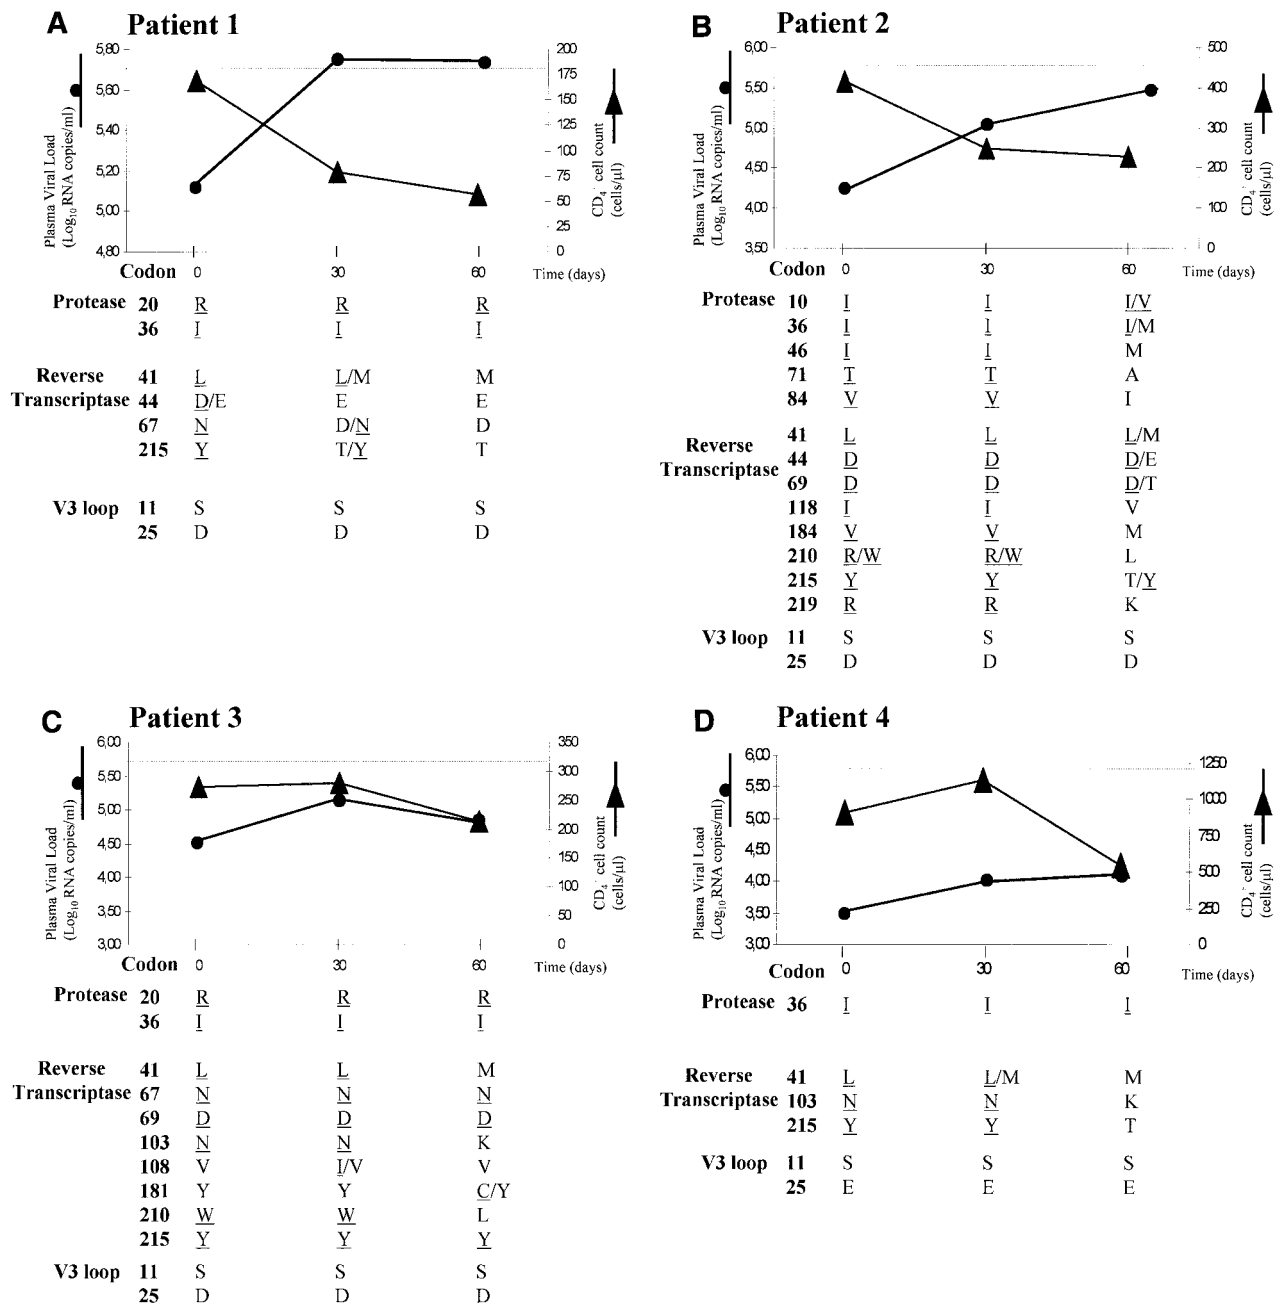 A Patient 1
Plasma Viral Load
(Log10 RNA copies/ml)
5,80
5,60
5,40
5,20
5,00
4,80
200
175
150
125
100
75
50
25
0
CD4+ cell count
(cells/µl)
Codon 0 30 60 Time (days)
Protease 20 R R R
36 I I I
Reverse 41 L L/M M
Transcriptase 44 D/E E E
67 N D/N D
215 Y T/Y T
V3 loop 11 S S S
25 D D D
B Patient 2
Plasma Viral Load
(Log10 RNA copies/ml)
6,00
5,50
5,00
4,50
4,00
3,50
500
400
300
200
100
0
CD4+ cell count
(cells/µl)
Codon 0 30 60 Time (days)
Protease 10 I I I/V
36 I I I/M
46 I I M
71 T T A
84 V V I
41 L L L/M
Reverse 44 D D D/E
Transcriptase 69 D D D/T
118 I I V
184 V V M
210 R/W R/W L
215 Y Y T/Y
219 R R K
V3 loop 11 S S S
25 D D D
C Patient 3
Plasma Viral Load
(Log10 RNA copies/ml)
6,00
5,50
5,00
4,50
4,00
3,50
3,00
350
300
250
200
150
100
50
0
CD4+ cell count
(cells/µl)
Codon 0 30 60 Time (days)
Protease 20 R R R
36 I I I
Reverse 41 L L M
Transcriptase 67 N N N
69 D D D
103 N N K
108 V I/V V
181 Y Y C/Y
210 W W L
215 Y Y Y
V3 loop 11 S S S
25 D D D
D Patient 4
Plasma Viral Load
(Log10 RNA copies/ml)
6,00
5,50
5,00
4,50
4,00
3,50
3,00
1250
1000
750
500
250
0
CD4+ cell count
(cells/µl)
Codon 0 30 60 Time (days)
Protease 36 I I I
Reverse 41 L L/M M
Transcriptase 103 N N K
215 Y Y T
V3 loop 11 S S S
25 E E E